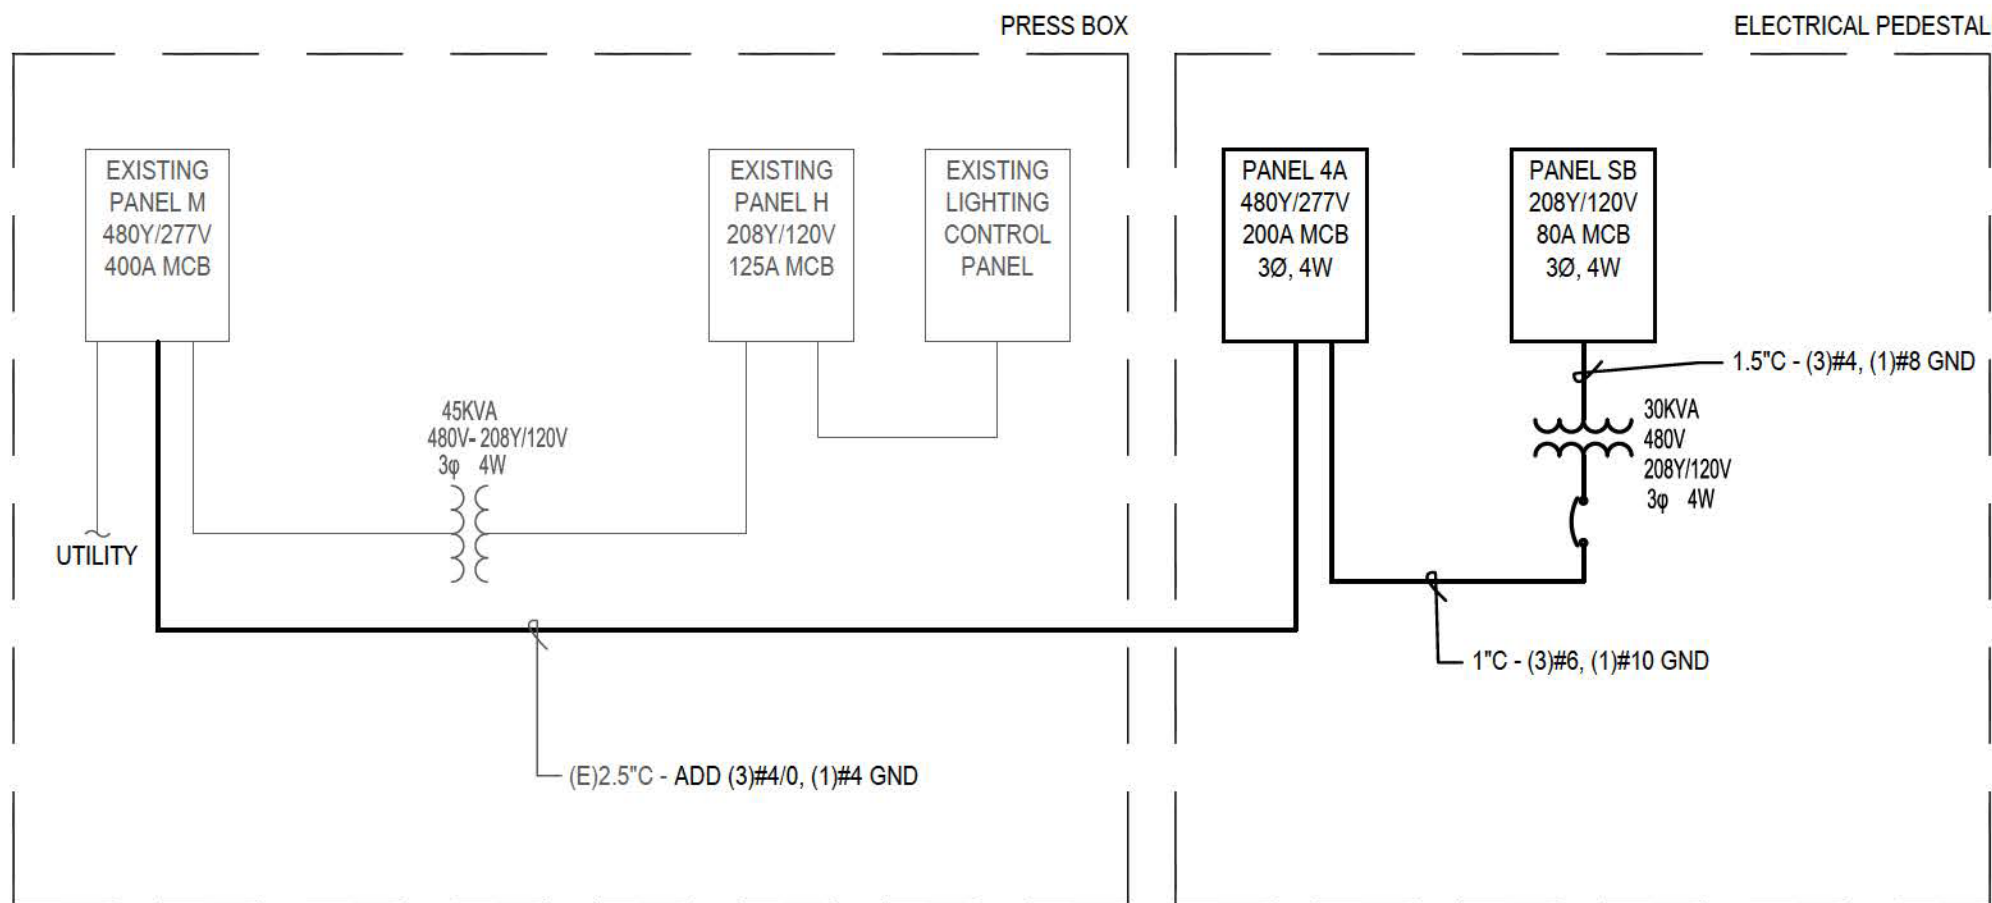 PRESS BOX
ELECTRICAL PEDESTAL
EXISTING
PANEL M
480Y/277V
400A MCB
EXISTING
PANEL H
208Y/120V
125A MCB
EXISTING
LIGHTING
CONTROL
PANEL
PANEL 4A
480Y/277V
200A MCB
3Ø, 4W
PANEL SB
208Y/120V
80A MCB
3Ø, 4W
1.5"C - (3)#4, (1)#8 GND
45KVA
480V- 208Y/120V
3φ 4W
30KVA
480V
208Y/120V
3φ 4W
UTILITY
1"C - (3)#6, (1)#10 GND
(E)2.5"C - ADD (3)#4/0, (1)#4 GND